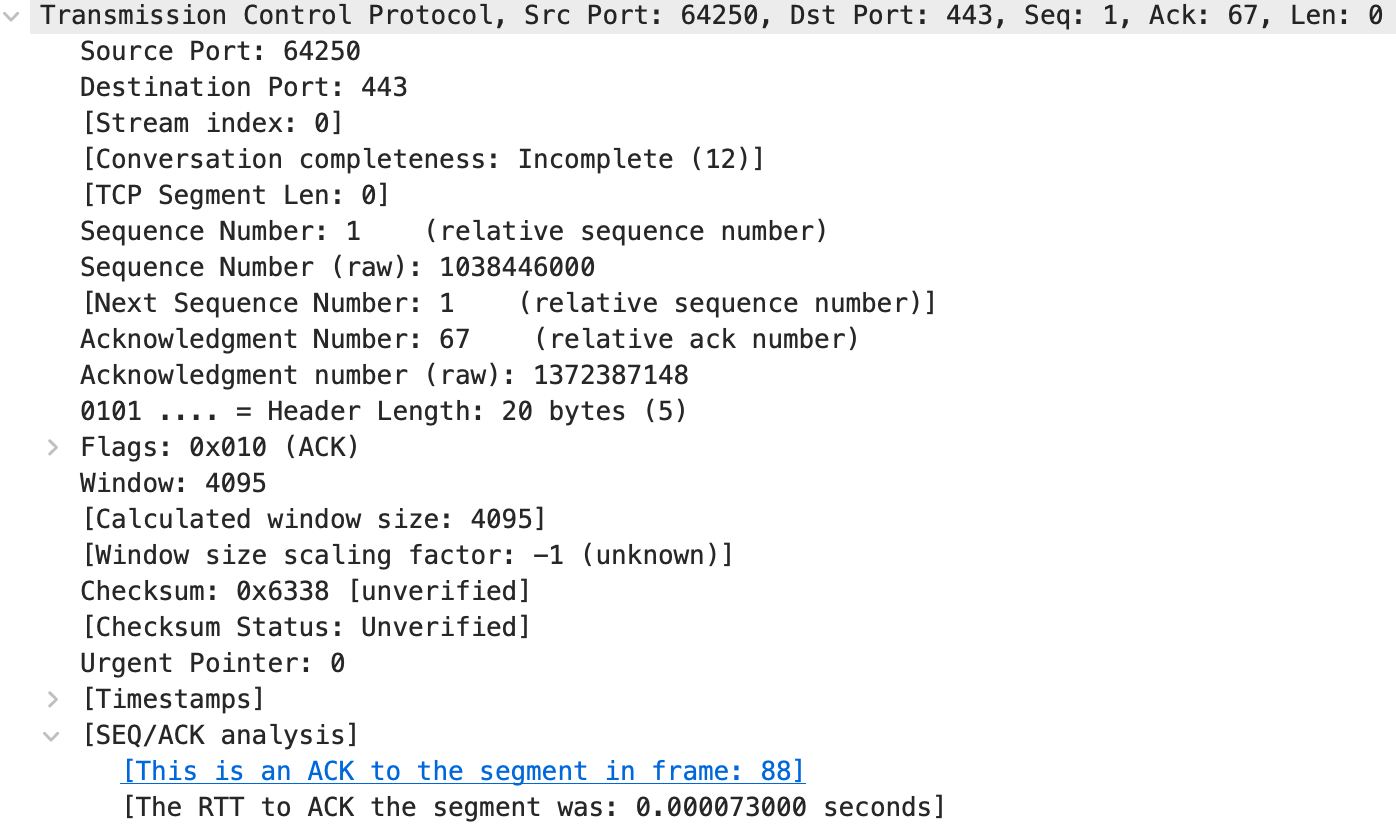 Transmission Control Protocol, Src Port: 64250, Dst Port: 443, Seq: 1, Ack: 67, Len: 0
Source Port: 64250
Destination Port: 443
[Stream index: 0]
[Conversation completeness: Incomplete (12)]
[TCP Segment Len: 0]
Sequence Number: 1    (relative sequence number)
Sequence Number (raw): 1038446000
[Next Sequence Number: 1    (relative sequence number)]
Acknowledgment Number: 67    (relative ack number)
Acknowledgment number (raw): 1372387148
0101 .... = Header Length: 20 bytes (5)
Flags: 0x010 (ACK)
Window: 4095
[Calculated window size: 4095]
[Window size scaling factor: -1 (unknown)]
Checksum: 0x6338 [unverified]
[Checksum Status: Unverified]
Urgent Pointer: 0
[Timestamps]
[SEQ/ACK analysis]
[This is an ACK to the segment in frame: 88]
[The RTT to ACK the segment was: 0.000073000 seconds]